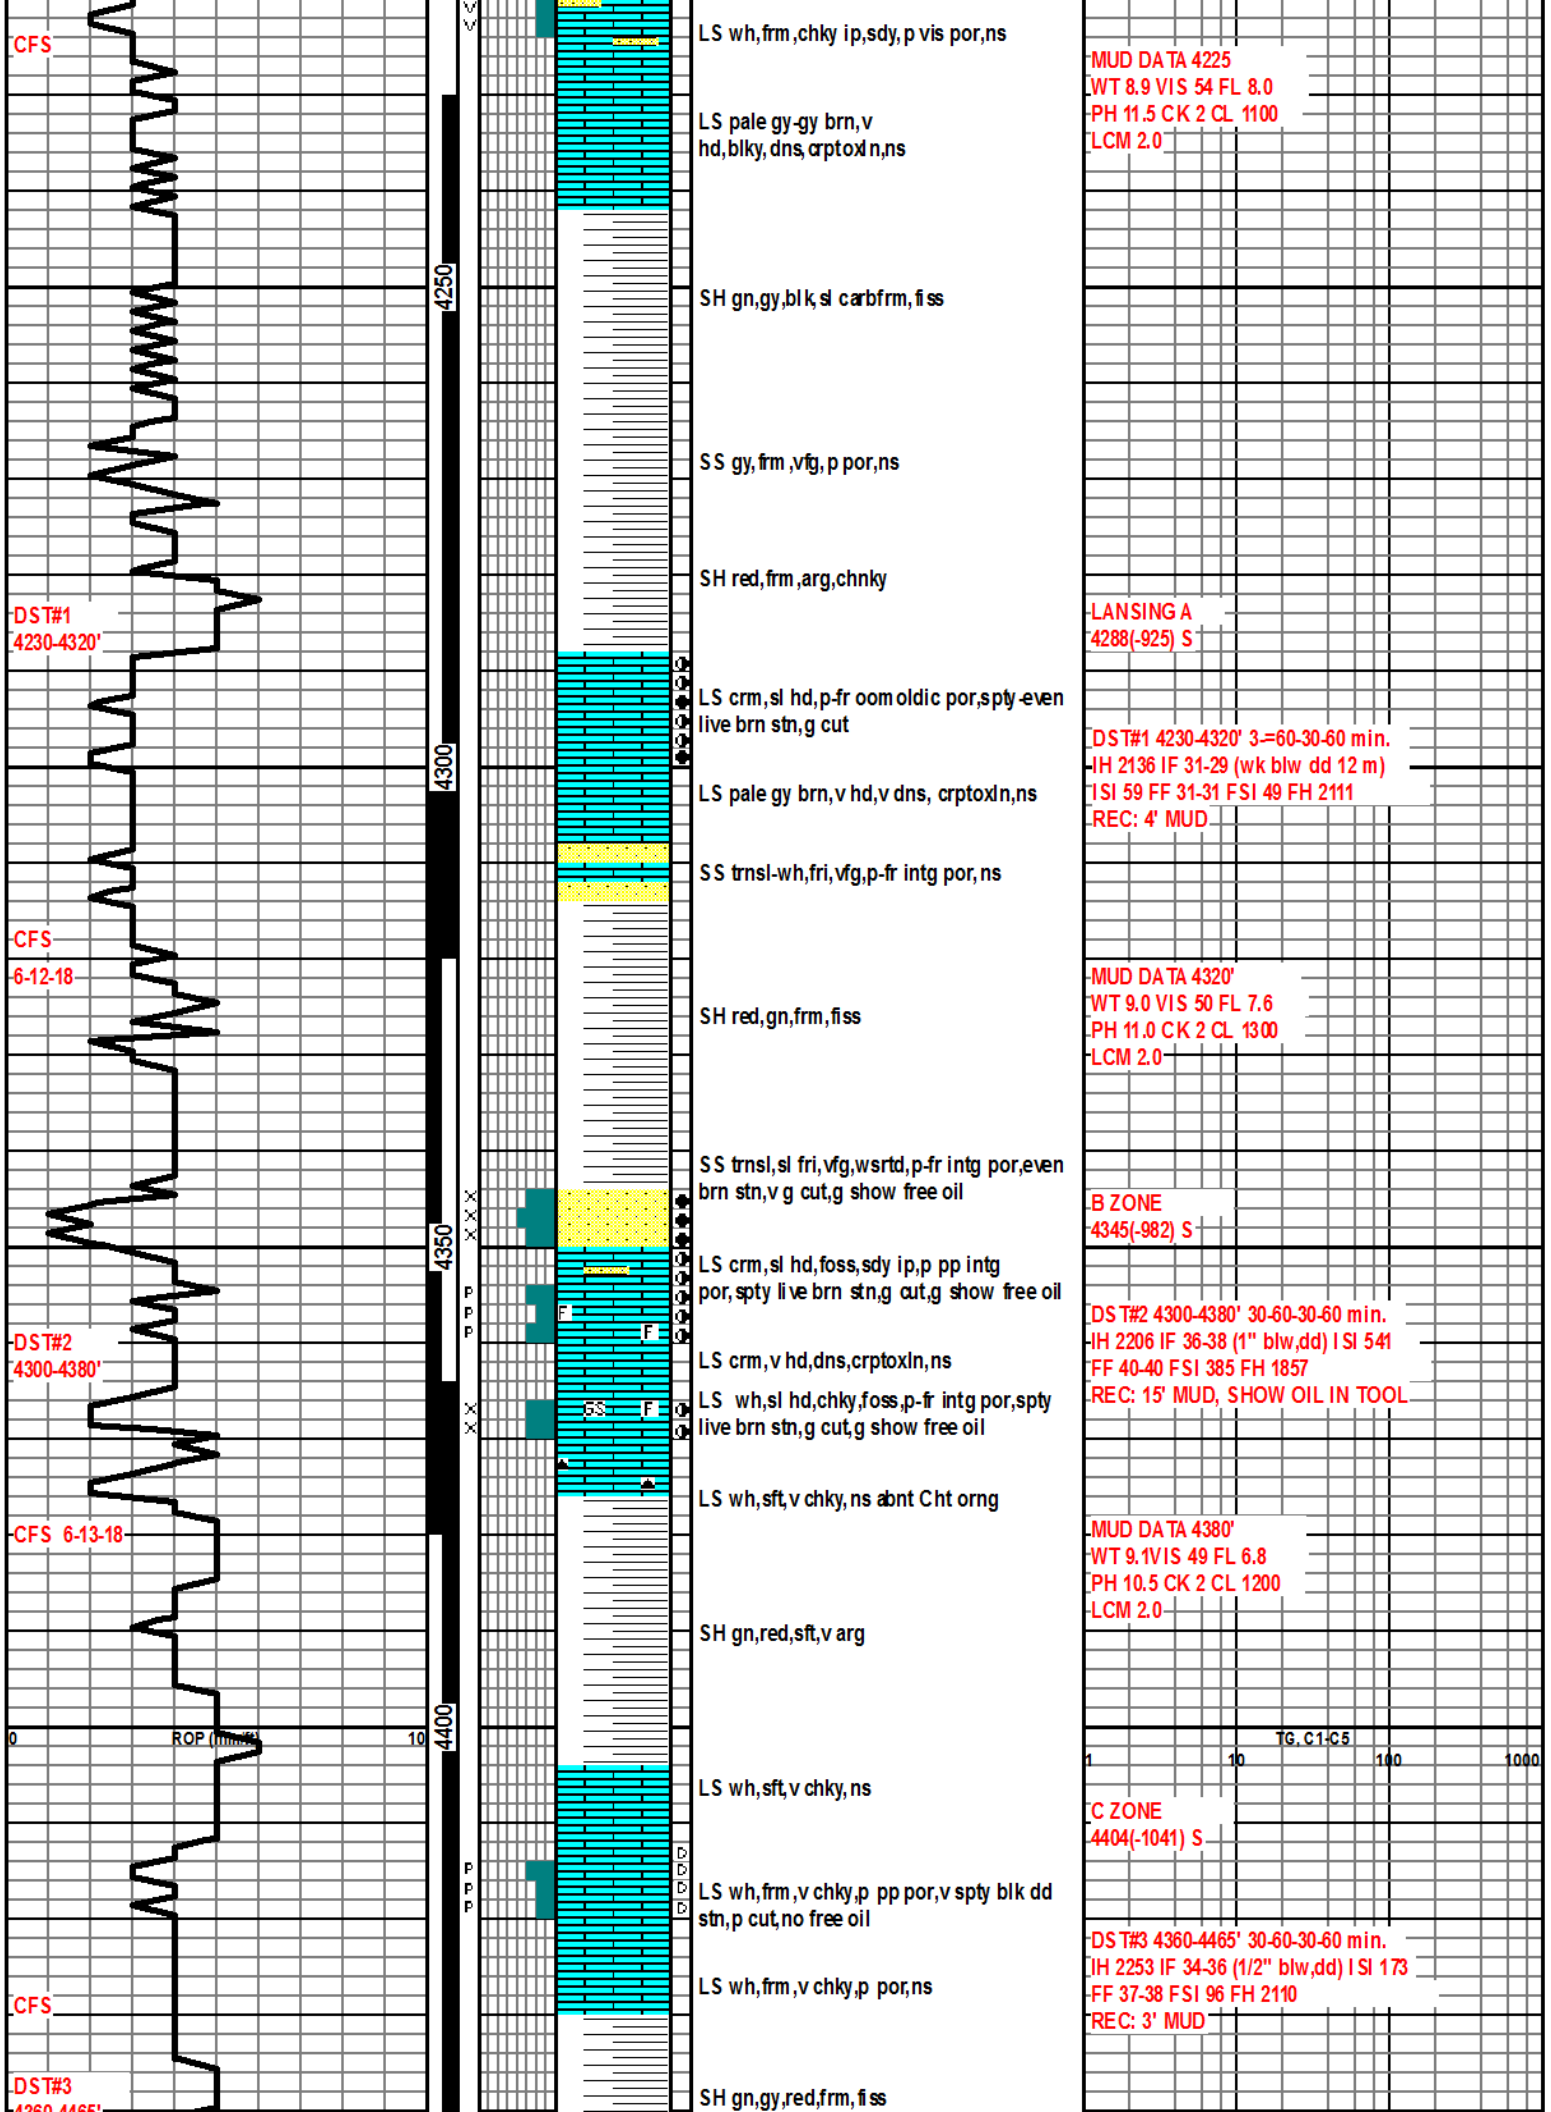 V
V
CFS
LS wh,frm,chky ip,sdy,p vis por,ns
MUD DATA 4225
WT 8.9 VIS 54 FL 8.0
PH 11.5 CK 2 CL 1100
LCM 2.0
LS pale gy-gy brn,v
hd,blky,dns,crptoxln,ns
4250
SH gn,gy,blk,sl carbfrm,fiss
SS gy,frm,vfg,p por,ns
SH red,frm,arg,chnky
DST#1
4230-4320'
LANSING A
4288(-925) S
LS crm,sl hd,p-fr oomoldic por,spty-even
live brn stn,g cut
4300
DST#1 4230-4320' 3-=60-30-60 min.
IH 2136 IF 31-29 (wk blw dd 12 m)
ISI 59 FF 31-31 FSI 49 FH 2111
REC: 4' MUD
LS pale gy brn,v hd,v dns, crptoxln,ns
SS trnsl-wh,fri,vfg,p-fr intg por,ns
CFS
6-12-18
MUD DATA 4320'
WT 9.0 VIS 50 FL 7.6
PH 11.0 CK 2 CL 1300
LCM 2.0
SH red,gn,frm,fiss
SS trnsl,sl fri,vfg,wsrtd,p-fr intg por,even
brn stn,v g cut,g show free oil
X
X
X
B ZONE
4345(-982) S
4350
LS crm,sl hd,foss,sdy ip,p pp intg
por,spty live brn stn,g cut,g show free oil
P
P
P
F
F
DST#2
4300-4380'
DST#2 4300-4380' 30-60-30-60 min.
IH 2206 IF 36-38 (1" blw,dd) ISI 541
FF 40-40 FSI 385 FH 1857
REC: 15' MUD, SHOW OIL IN TOOL
LS crm,v hd,dns,crptoxln,ns
LS wh,sl hd,chky,foss,p-fr intg por,spty
live brn stn,g cut,g show free oil
X
X
GS
F
LS wh,sft,v chky,ns abnt Cht orng
CFS 6-13-18
MUD DATA 4380'
WT 9.1VIS 49 FL 6.8
PH 10.5 CK 2 CL 1200
LCM 2.0
SH gn,red,sft,v arg
4400
0 ROP (min/ft) 10
TG, C1-C5
1 10 100 1000
LS wh,sft,v chky,ns
C ZONE
4404(-1041) S
P
P
P
D
D
D
D
LS wh,frm,v chky,p pp por,v spty blk dd
stn,p cut,no free oil
DST#3 4360-4465' 30-60-30-60 min.
IH 2253 IF 34-36 (1/2" blw,dd) ISI 173
FF 37-38 FSI 96 FH 2110
REC: 3' MUD
LS wh,frm,v chky,p por,ns
CFS
DST#3
4360-4465'
SH gn,gy,red,frm,fiss